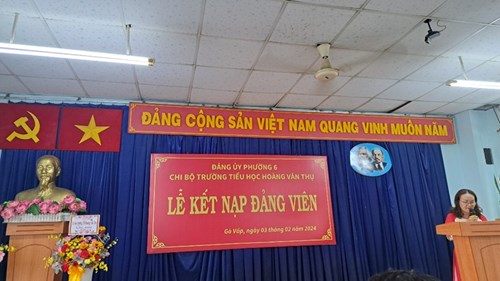 ĐẢNG CỘNG SẢN VIỆT NAM QUANG VINH MUÔN NĂM
ĐẢNG ỦY PHƯỜNG 6
CHI BỘ TRƯỜNG TIỂU HỌC HOÀNG VĂN THỤ
LỄ KẾT NẠP ĐẢNG VIÊN
Gò Vấp, ngày 03 tháng 02 năm 2024